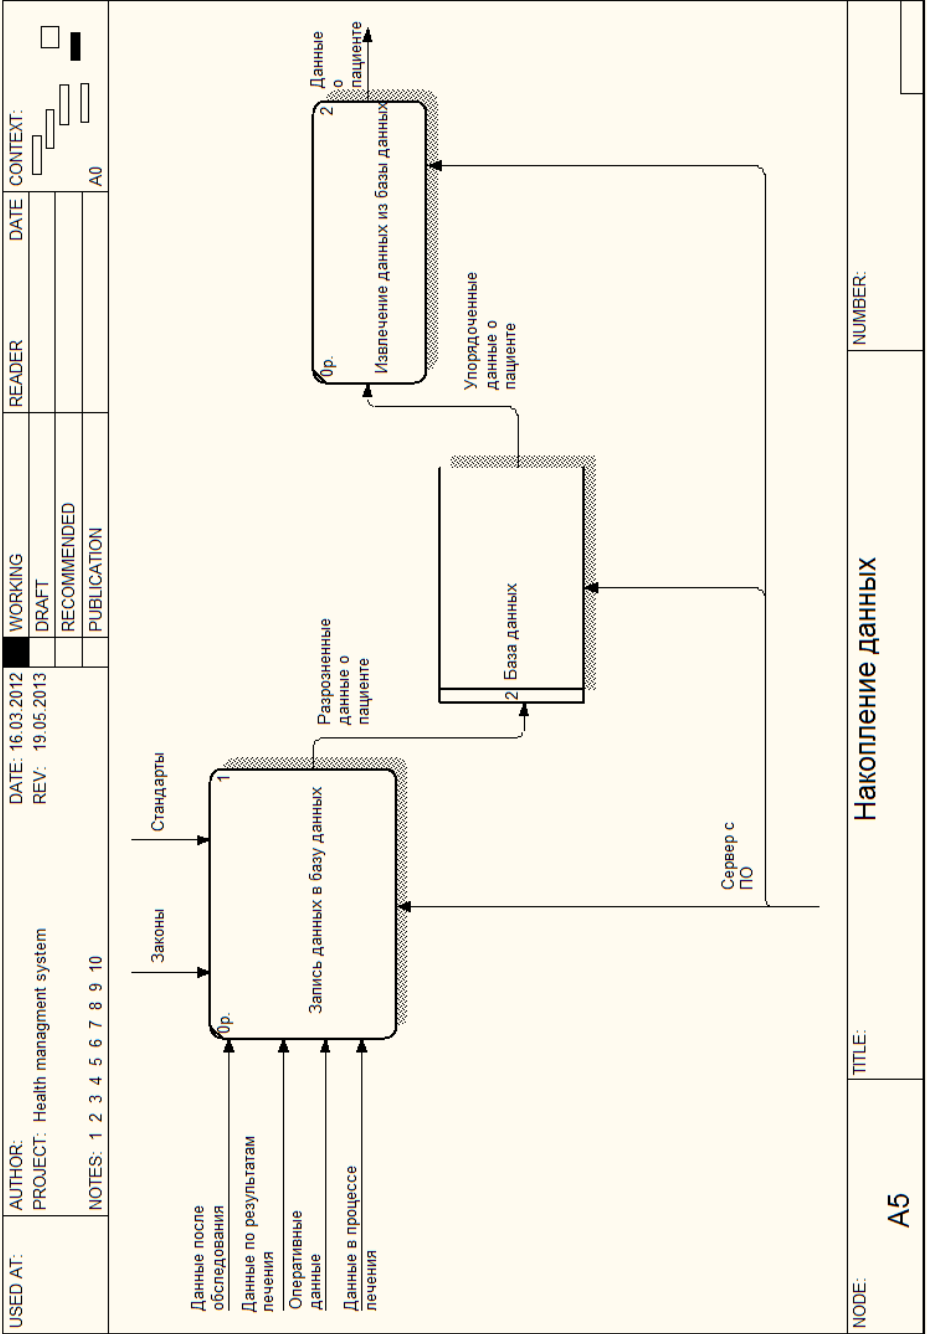 USED AT:
AUTHOR:
PROJECT: Health managment system
NOTES: 1 2 3 4 5 6 7 8 9 10
DATE: 16.03.2012
REV: 19.05.2013
WORKING
DRAFT
RECOMMENDED
PUBLICATION
READER
DATE
CONTEXT:
A0
Законы
Стандарты
Данные после
обследования
Данные по результатам
лечения
Оперативные
данные
Данные в процессе
лечения
0р.
1
Запись данных в базу данных
Разрозненные
данные о
пациенте
2
База данных
Упорядоченные
данные о
пациенте
0р.
2
Извлечение данных из базы данных
Данные
о
пациенте
Сервер с
ПО
NODE:
A5
TITLE:
Накопление данных
NUMBER: